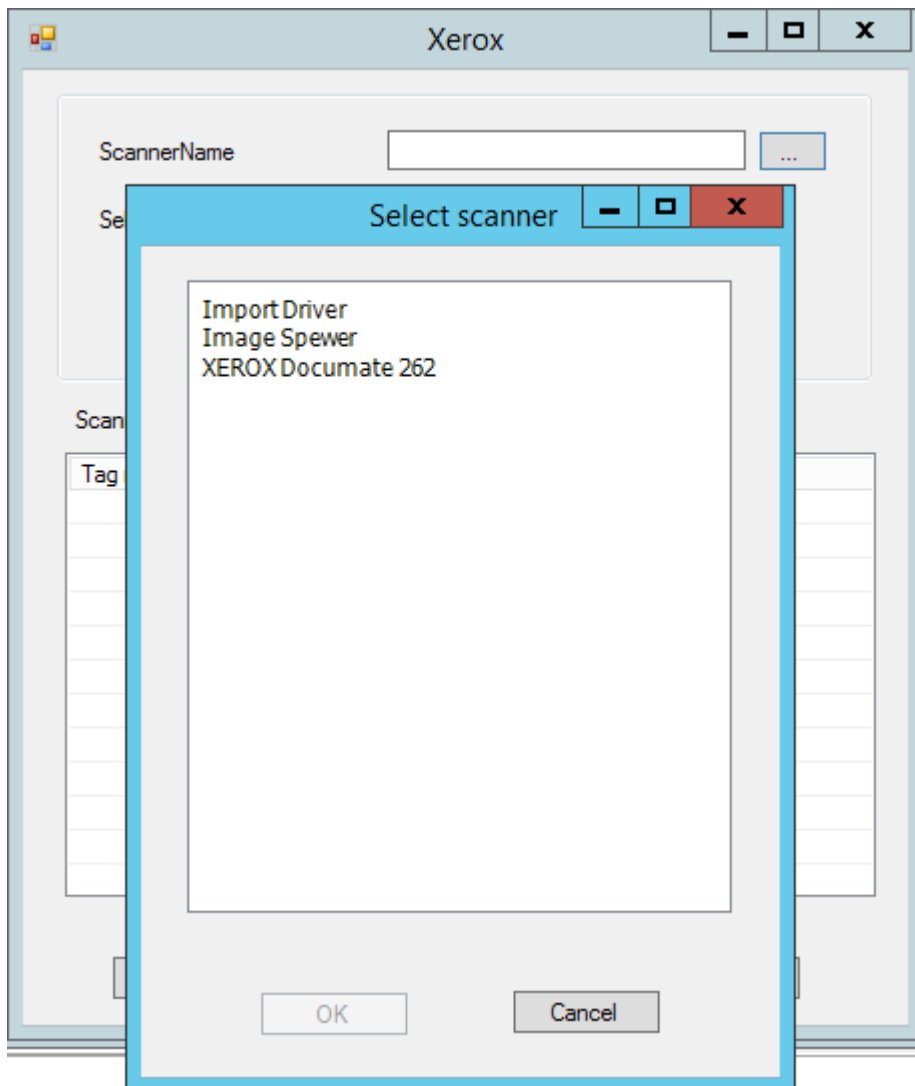 Xerox
ScannerName
...
Select scanner
Import Driver
Image Spewer
XEROX Documate 262
Tag
OK
Cancel